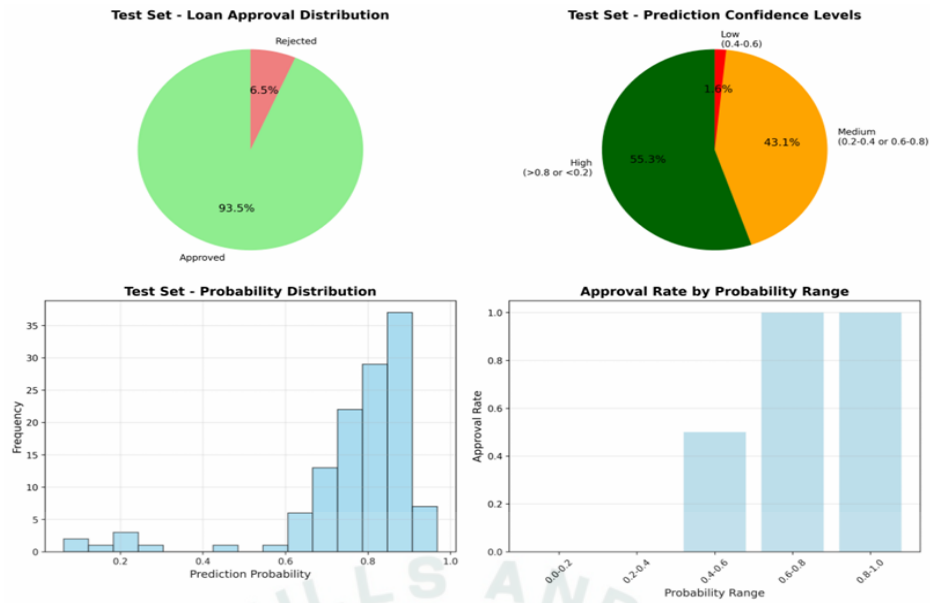 Test Set - Loan Approval Distribution
Rejected
6.5%
93.5%
Approved
Test Set - Prediction Confidence Levels
Low
(0.4-0.6)
1.6%
Medium
(0.2-0.4 or 0.6-0.8)
43.1%
High
(>0.8 or <0.2)
55.3%
Test Set - Probability Distribution
Frequency
35
30
25
20
15
10
5
0
0.2
0.4
0.6
0.8
1.0
Prediction Probability
Approval Rate by Probability Range
Approval Rate
1.0
0.8
0.6
0.4
0.2
0.0
0.0-0.2
0.2-0.4
0.4-0.6
0.6-0.8
0.8-1.0
Probability Range
ILLS AND